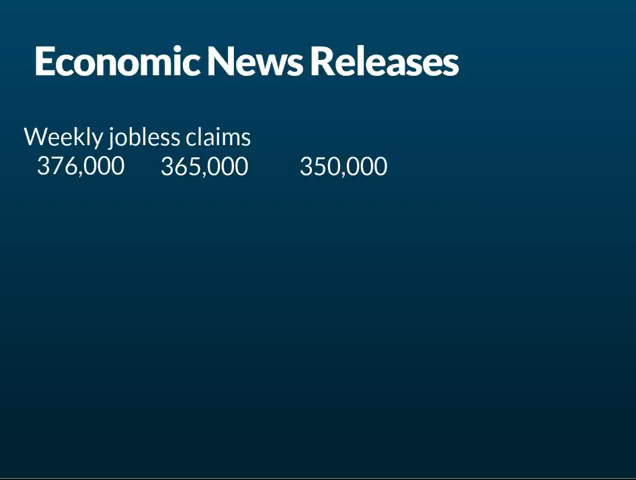 Economic News Releases
Weekly jobless claims
376,000 365,000 350,000